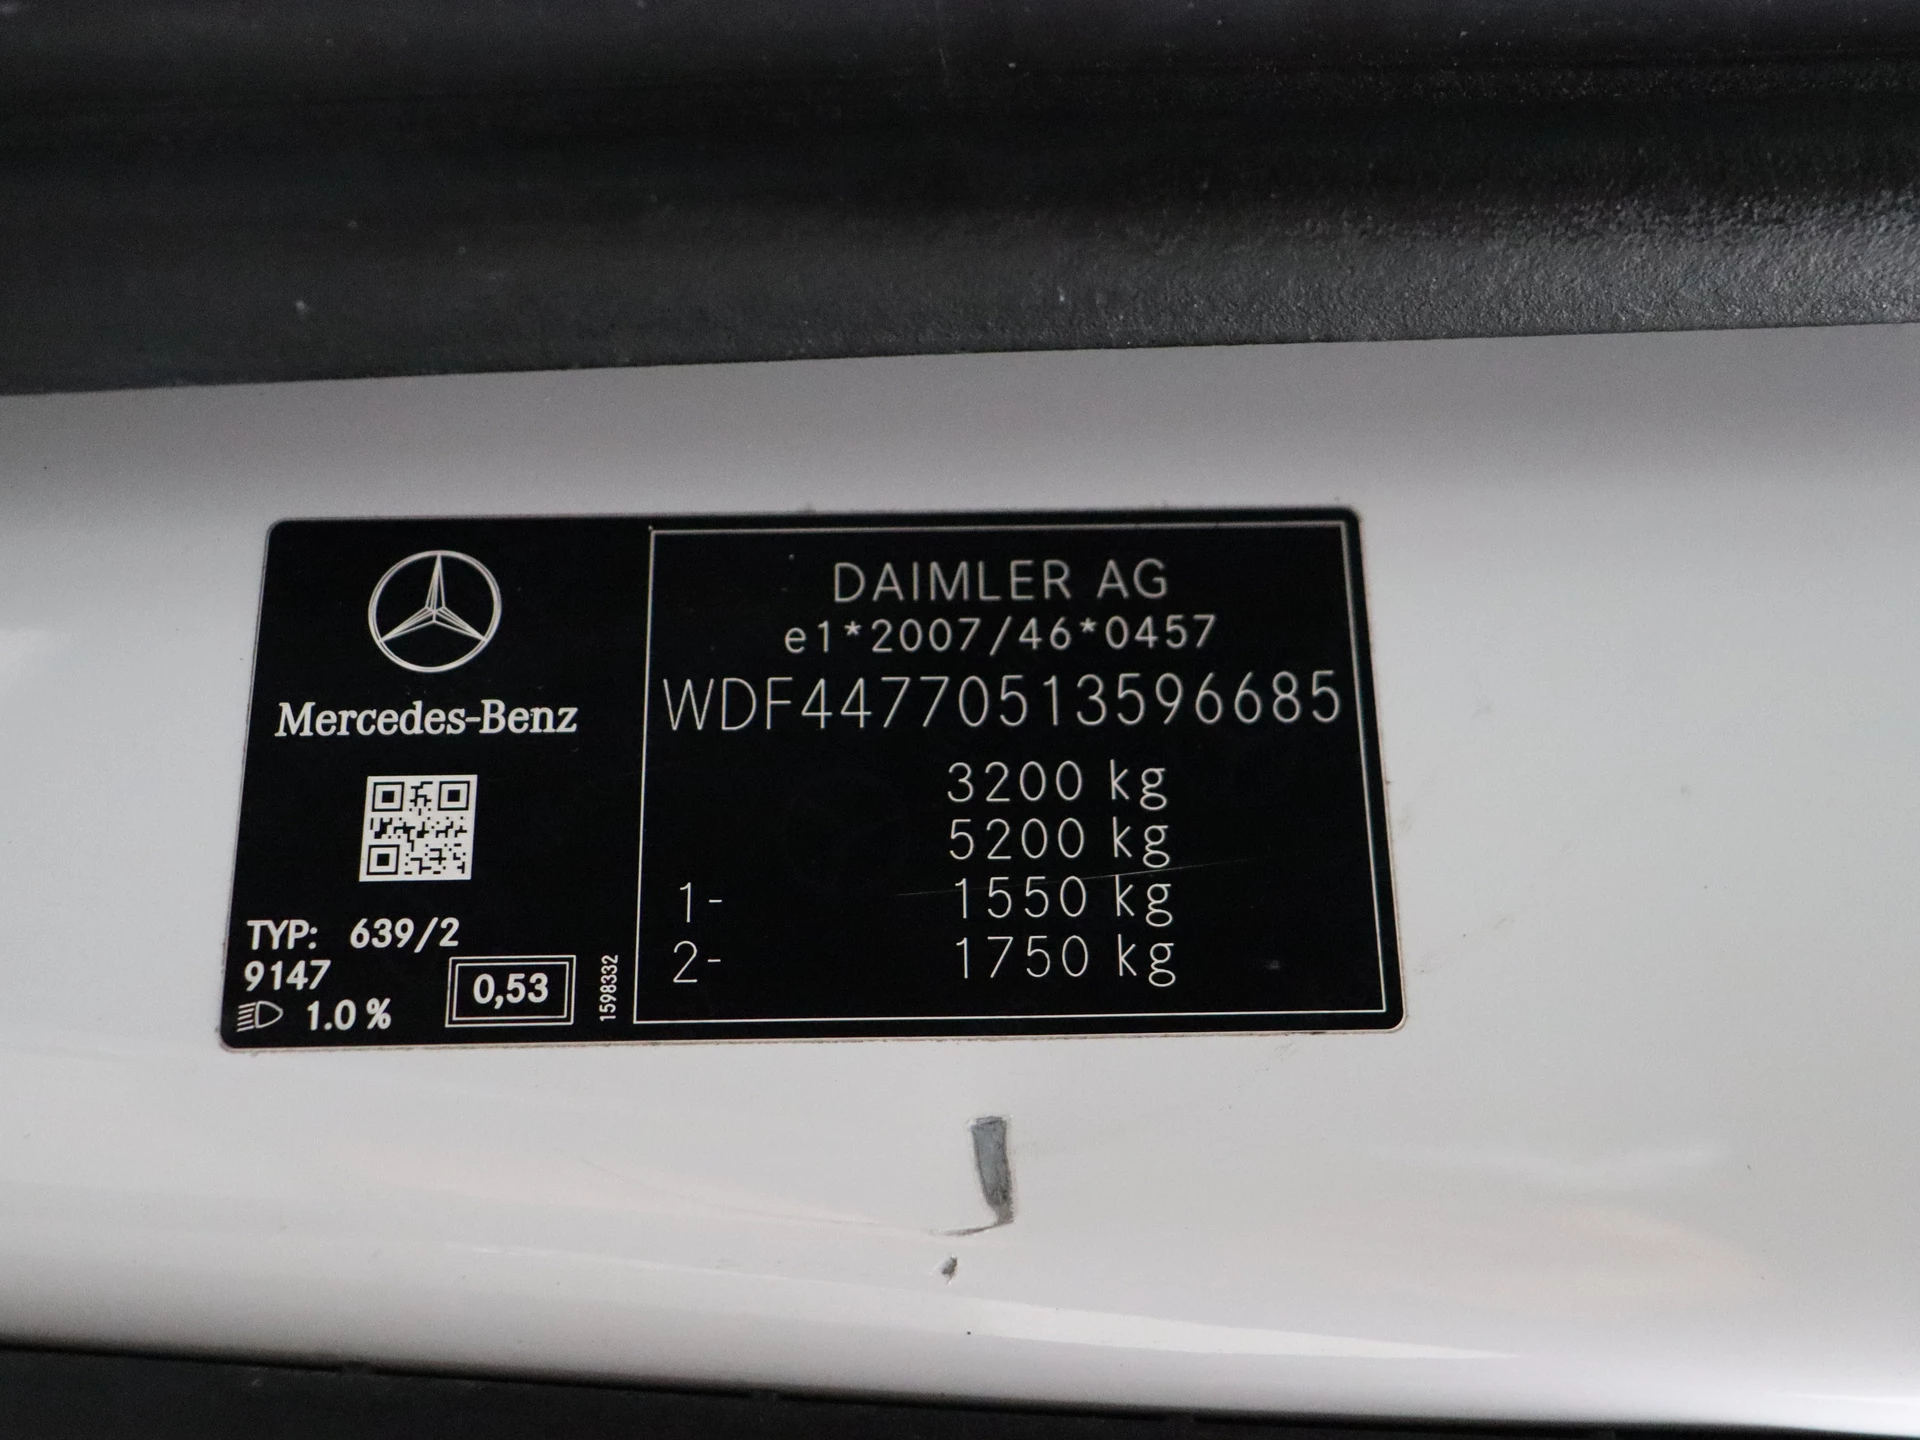 Mercedes-Benz
TYP: 639/2
9147
1.0 %
0,53
1598332
DAIMLER AG
e1*2007/46*0457
WDF44770513596685
3200 kg
5200 kg
1- 1550 kg
2- 1750 kg